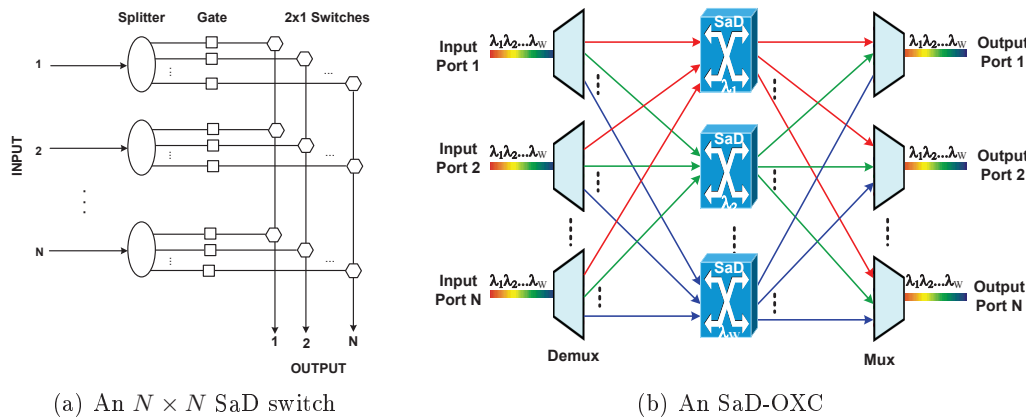 Splitter Gate 2x1 Switches
INPUT
1
...
...
2
...
...
...
N
...
...
1 2 N
OUTPUT
(a) An N × N SaD switch
Input Port 1
λ1λ2...λW
SaD
λ1
λ1λ2...λW
Output Port 1
Input Port 2
λ1λ2...λW
SaD
λ2
λ1λ2...λW
Output Port 2
Input Port N
λ1λ2...λW
SaD
λW
λ1λ2...λW
Output Port N
Demux Mux
(b) An SaD-OXC